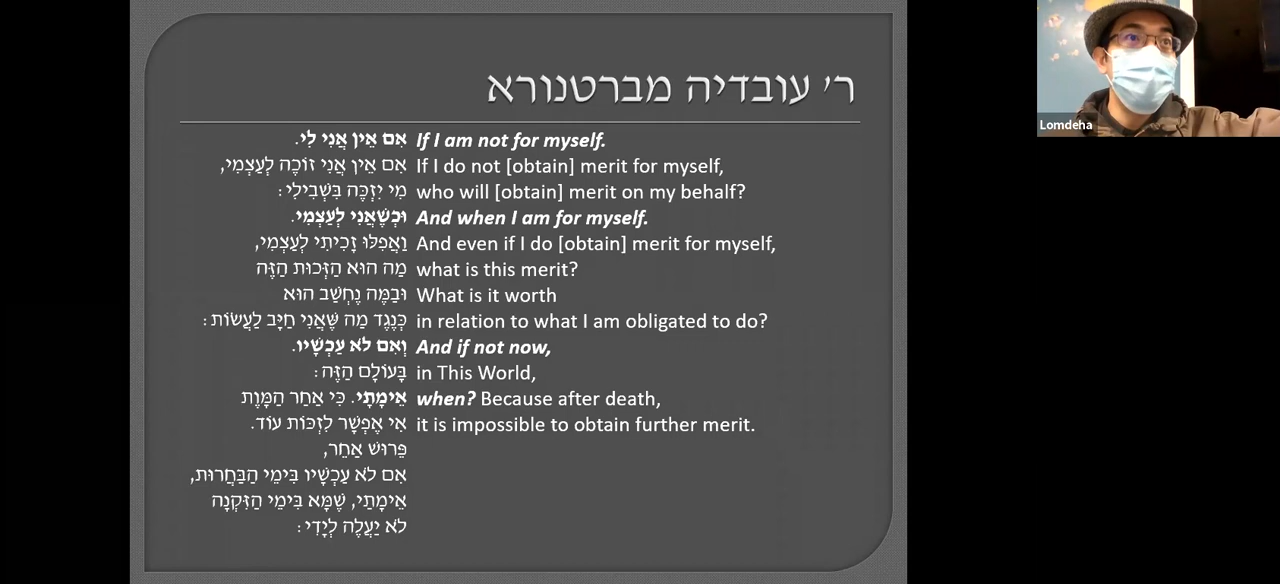 ר׳ עובדיה מברטנורא
אִם אֵין אֲנִי לִי. If I am not for myself.
אִם אֵין אֲנִי זוֹכֶה לְעַצְמִי, If I do not [obtain] merit for myself,
מִי יִזְכֶּה בִּשְׁבִילִי: who will [obtain] merit on my behalf?
וּכְשֶׁאֲנִי לְעַצְמִי. And when I am for myself.
וַאֲפִלּוּ זָכִיתִי לְעַצְמִי, And even if I do [obtain] merit for myself,
מַה הוּא הַזְּכוּת הַזֶּה what is this merit?
וּבַמֶּה נֶחְשַׁב הוּא What is it worth
כְּנֶגֶד מַה שֶּׁאֲנִי חַיָּב לַעֲשׂוֹת: in relation to what I am obligated to do?
וְאִם לֹא עַכְשָׁיו. And if not now,
בָּעוֹלָם הַזֶּה: in This World,
אֵימָתָי. כִּי אַחַר הַמָּוֶת when? Because after death,
אִי אֶפְשָׁר לִזְכּוֹת עוֹד. it is impossible to obtain further merit.
פֵּרוּשׁ אַחֵר,
אִם לֹא עַכְשָׁיו בִּימֵי הַבַּחֲרוּת,
אֵימָתַי, שֶׁמָּא בִּימֵי הַזִּקְנָה
לֹא יַעֲלֶה לְיָדִי:
Lomdeha